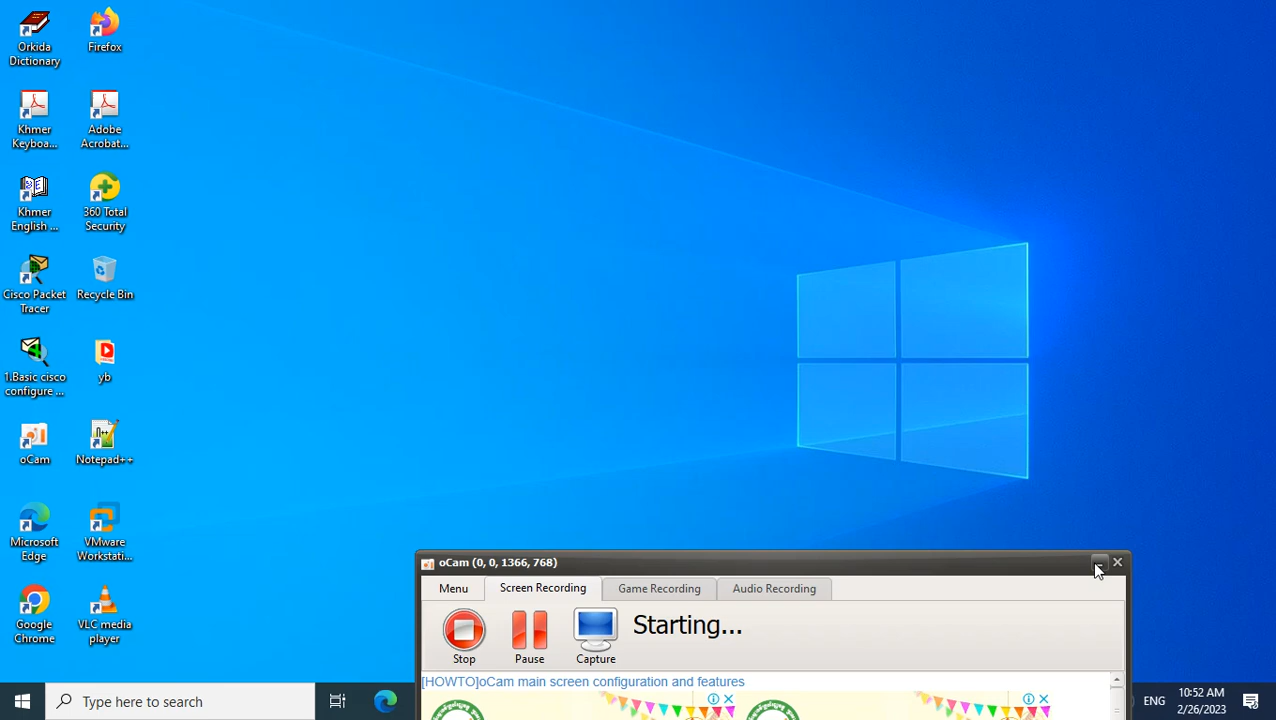 Orkida
Dictionary
Firefox
Khmer
Keyboa...
Adobe
Acrobat...
Khmer
English ...
360 Total
Security
Cisco Packet
Tracer
Recycle Bin
1.Basic cisco
configure ...
yb
oCam
Notepad++
Microsoft
Edge
VMware
Workstati...
Google
Chrome
VLC media
player
oCam (0, 0, 1366, 768)
Menu
Screen Recording
Game Recording
Audio Recording
Starting...
Stop
Pause
Capture
[HOWTO]oCam main screen configuration and features
Type here to search
ENG
10:52 AM
2/26/2023